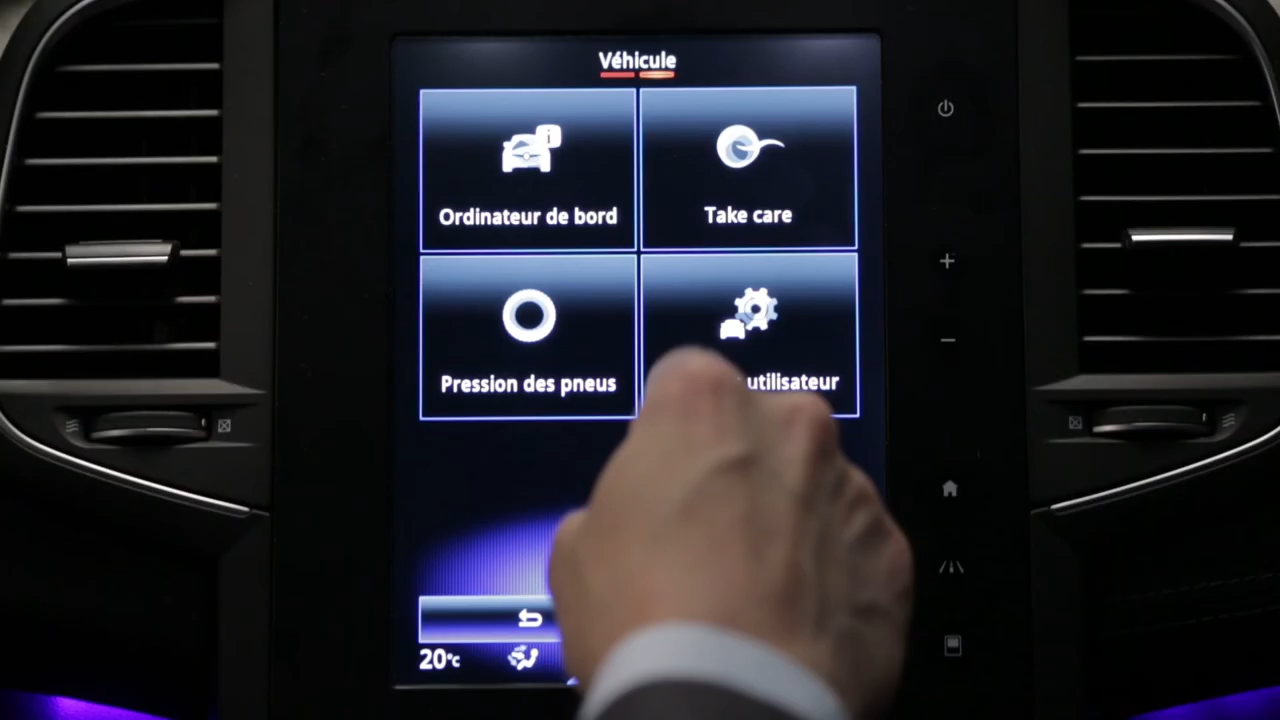 Véhicule
Ordinateur de bord
Take care
Pression des pneus
utilisateur
20°C